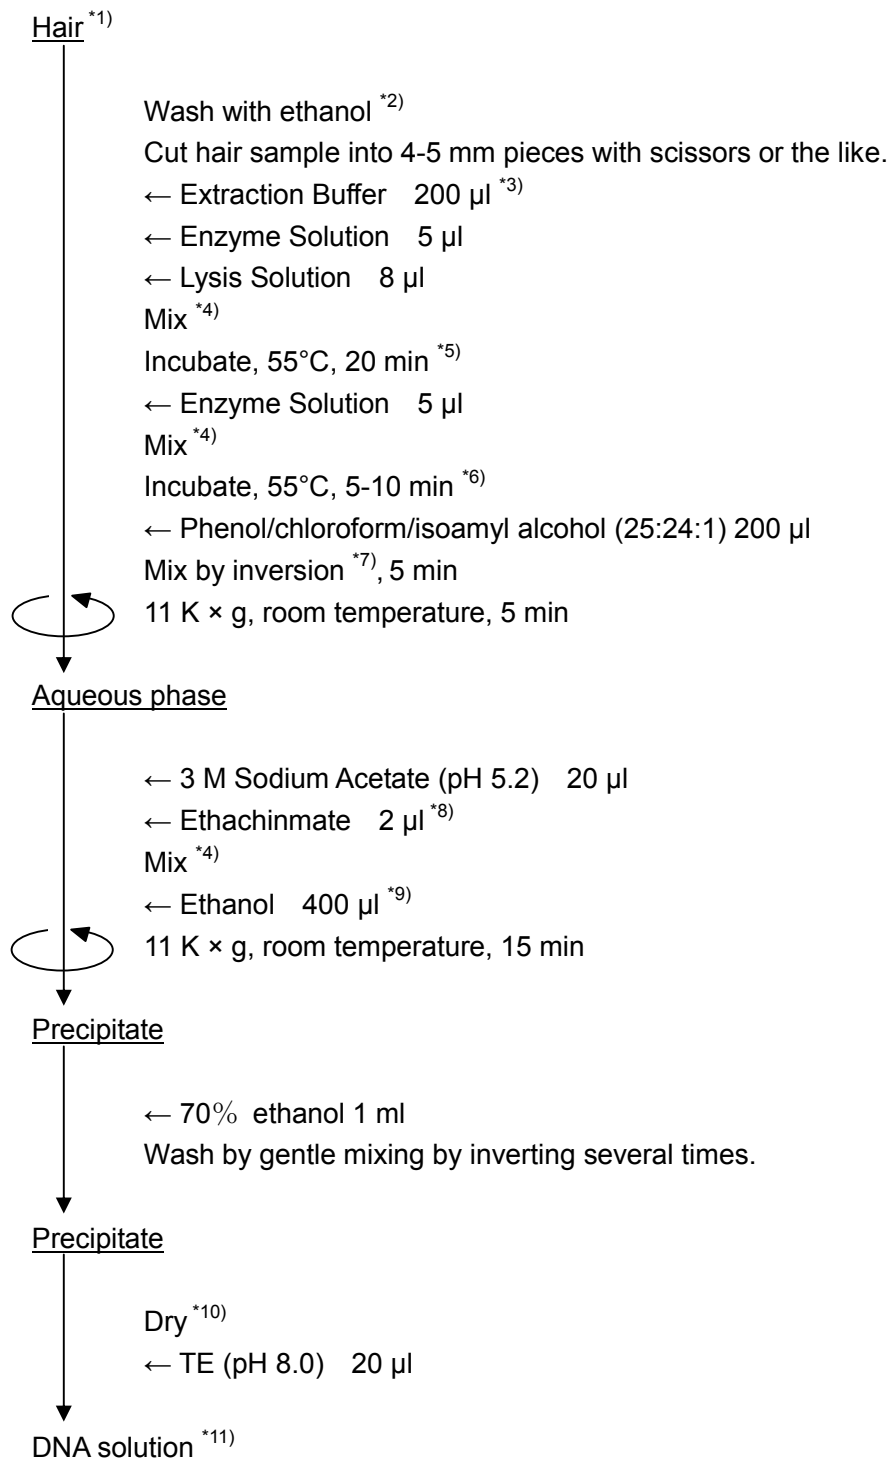 Hair *1)
Wash with ethanol *2)
Cut hair sample into 4-5 mm pieces with scissors or the like.
← Extraction Buffer 200 µl *3)
← Enzyme Solution 5 µl
← Lysis Solution 8 µl
Mix *4)
Incubate, 55°C, 20 min *5)
← Enzyme Solution 5 µl
Mix *4)
Incubate, 55°C, 5-10 min *6)
← Phenol/chloroform/isoamyl alcohol (25:24:1) 200 µl
Mix by inversion *7), 5 min
11 K × g, room temperature, 5 min
Aqueous phase
← 3 M Sodium Acetate (pH 5.2) 20 µl
← Ethachinmate 2 µl *8)
Mix *4)
← Ethanol 400 µl *9)
11 K × g, room temperature, 15 min
Precipitate
← 70% ethanol 1 ml
Wash by gentle mixing by inverting several times.
Precipitate
Dry *10)
← TE (pH 8.0) 20 µl
DNA solution *11)